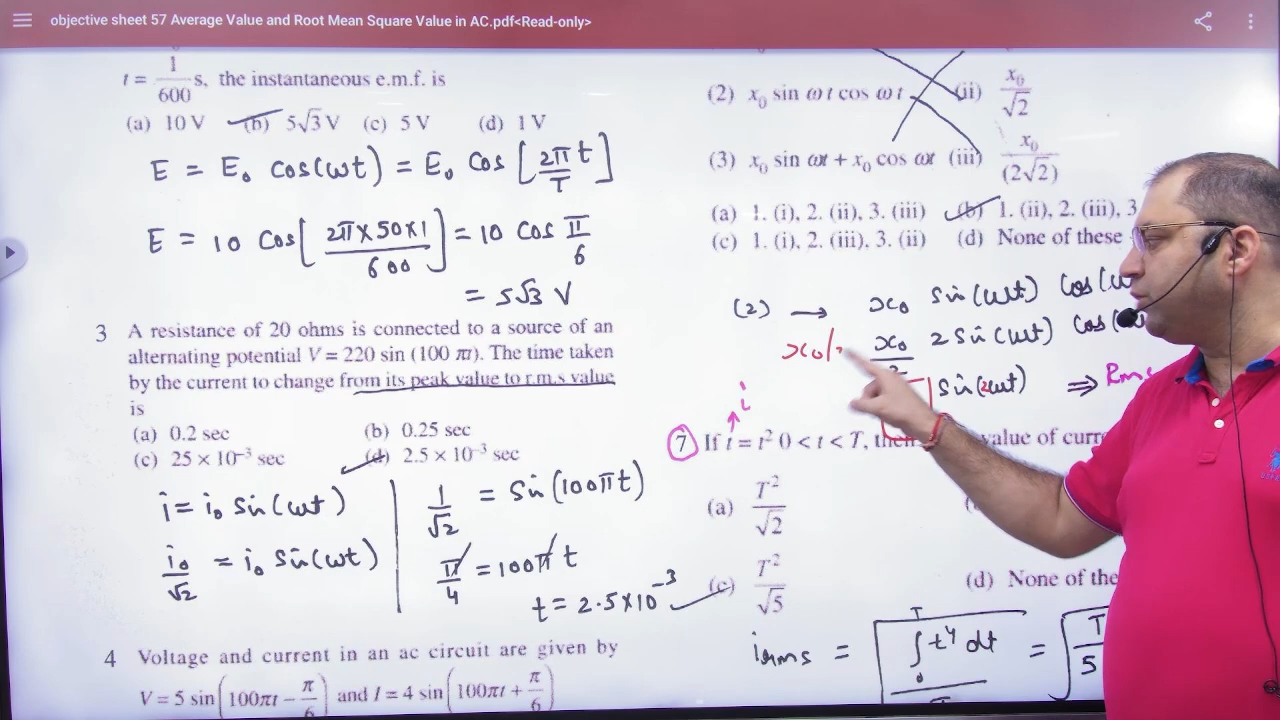 objective sheet 57 Average Value and Root Mean Square Value in AC.pdf<Read-only>
t = 1/600 s, the instantaneous e.m.f. is
(a) 10 V (b) 5√3 V (c) 5 V (d) 1 V
E = E₀ cos(ωt) = E₀ cos [2π/T t]
E = 10 cos [2π×50×1/600] = 10 cos π/6
= 5√3 V
3 A resistance of 20 ohms is connected to a source of an
alternating potential V = 220 sin (100 πt). The time taken
by the current to change from its peak value to r.m.s value
is
(a) 0.2 sec (b) 0.25 sec
(c) 25 × 10⁻³ sec (d) 2.5 × 10⁻³ sec
i = i₀ sin(ωt)
i₀/√2 = i₀ sin(ωt)
1/√2 = sin(100πt)
π/4 = 100π t
t = 2.5×10⁻³
4 Voltage and current in an ac circuit are given by
V = 5 sin(100πt − π/6) and I = 4 sin(100πt + π/6)
(2) x₀ sin ωt cos ωt (ii) x₀/√2
(3) x₀ sin ωt + x₀ cos ωt (iii) x₀/(2√2)
(a) 1. (i), 2. (ii), 3. (iii) (b) 1. (ii), 2. (iii), 3
(c) 1. (i), 2. (iii), 3. (ii) (d) None of these
(2) → x₀ sin(ωt) cos(
x₀/ x₀ 2 sin(ωt) cos(
sin(2ωt) ⇒ Rms
i
7 If i = t² 0 < t < T, then value of
(a) T²/√2
(c) T²/√5 (d) None of the
iᵣₘₛ = √∫₀ᵀ t⁴ dt = √T 5